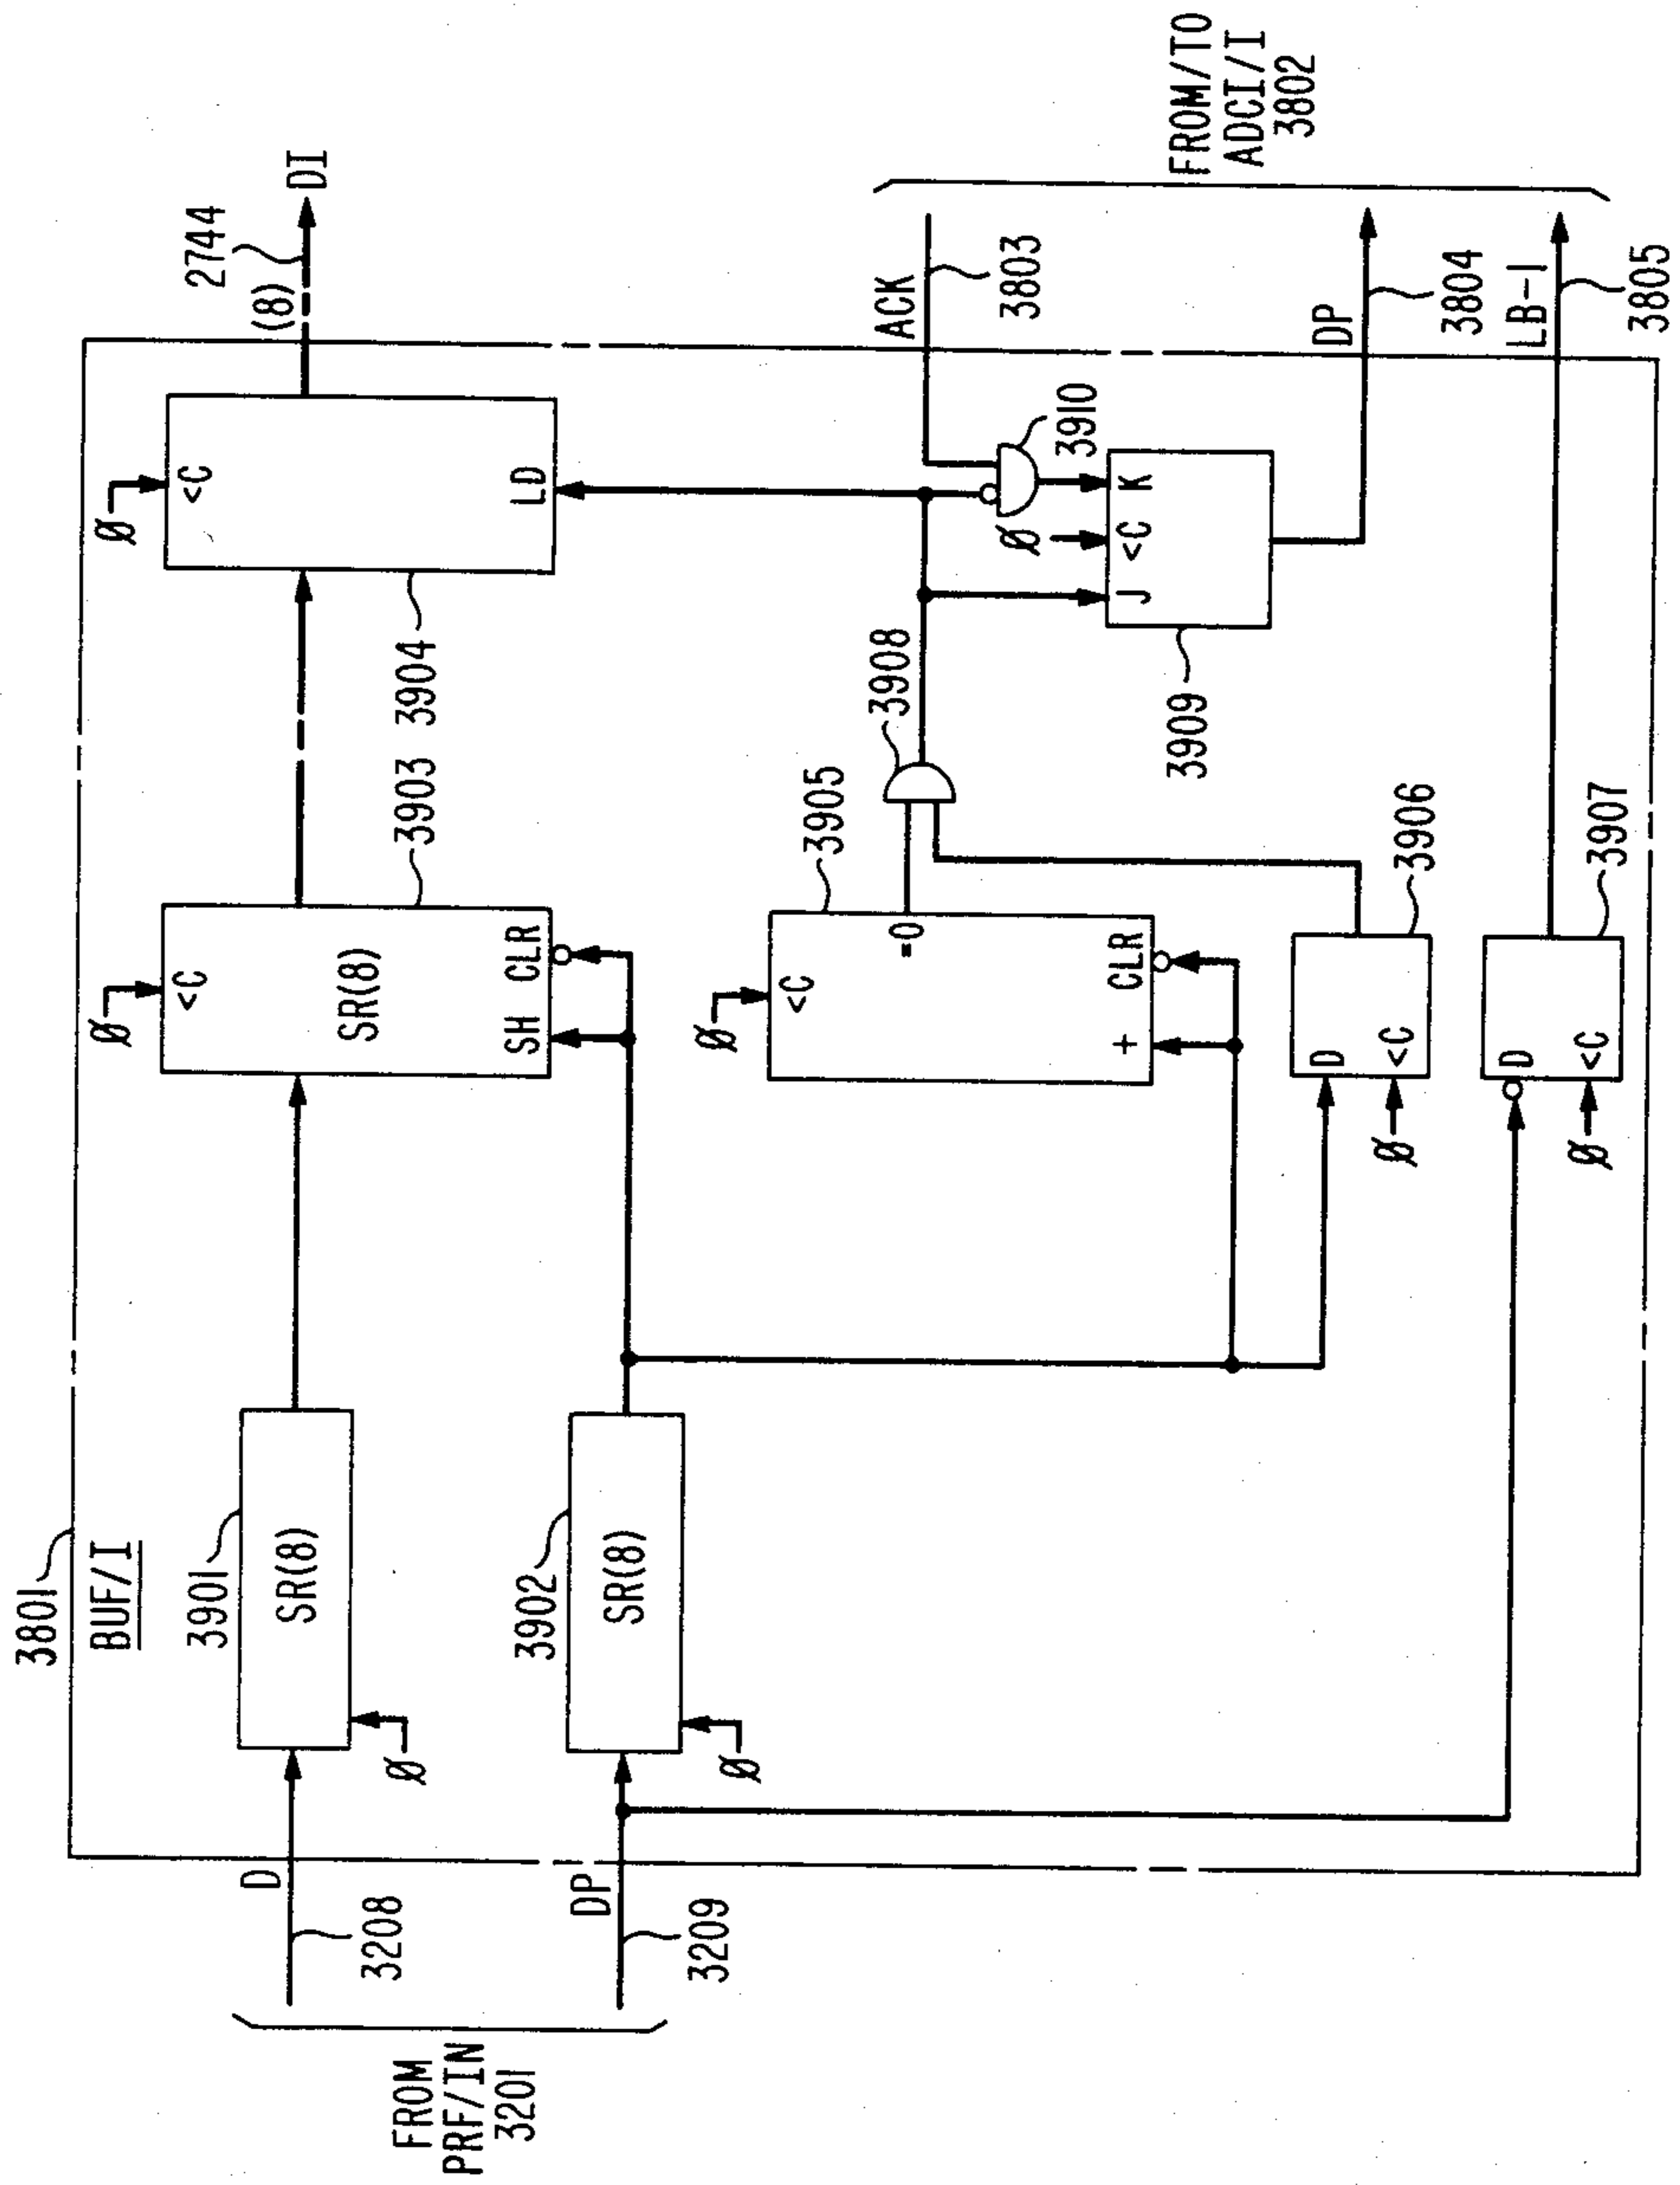 3801
BUF/I
FROM
PRF/IN
3201
D
3208
DP
3209
3901
SR(8)
Ø
3902
SR(8)
Ø
Ø
<C
SR(8)
SH CLR
3903
Ø
<C
LD
3904
(8)
2744
DI
Ø
<C
=0
+ CLR
3905
3908
D
<C
Ø
3906
D
<C
Ø
3907
J <C K
Ø
3909
3910
ACK
3803
DP
3804
LB-1
3805
FROM/TO
ADCI/I
3802